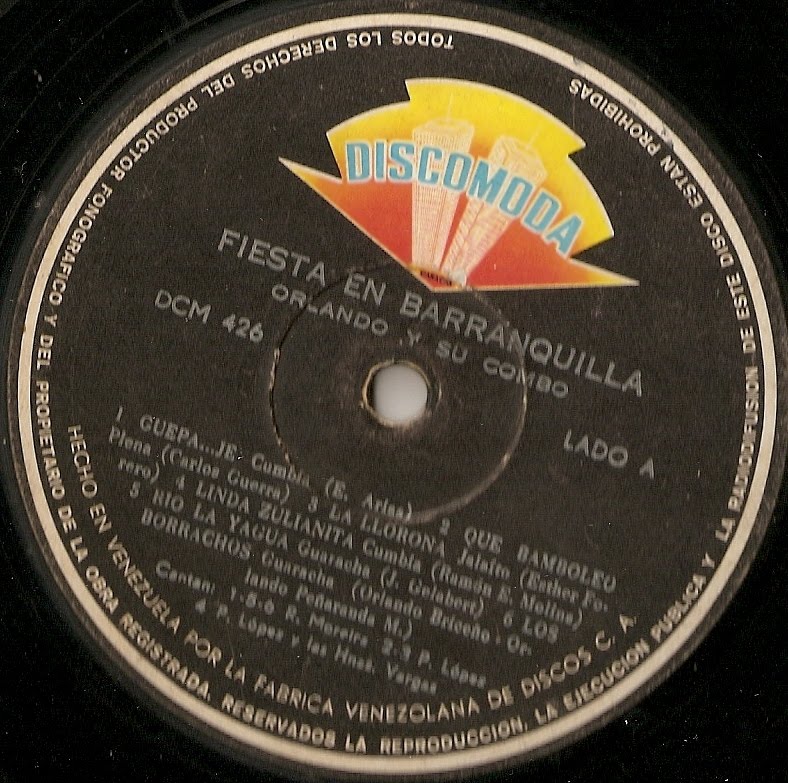 DISCOMODA
FIESTA EN BARRANQUILLA
ORLANDO Y SU COMBO
DCM 426
LADO A
1 GUEPA...JE. Cumbia (E. Arias) 2 QUE BAMBOLEO
Plena (Carlos Guerra) 3 LA LLORONA Jalaito (Esther Fo-
rero) 4 LINDA ZULIANITA Cumbia (Ramón E. Molina)
5 RIO LA YAGUA Guaracha (J. Gelabert) 6 LOS
BORRACHOS Guaracha (Orlando Briceño - Or-
lando Peñaranda M.)
Cantan: 1-5-6 R. Moreira 2-3 P. López
4 P. López y las Hnas. Vargas
HECHO EN VENEZUELA POR LA FABRICA VENEZOLANA DE DISCOS C. A.
TODOS LOS DERECHOS DEL PRODUCTOR FONOGRAFICO Y DEL PROPIETARIO DE LA OBRA REGISTRADA, RESERVADOS LA REPRODUCCION, LA EJECUCION PUBLICA Y LA RADIODIFUSION DE ESTE DISCO ESTAN PROHIBIDAS